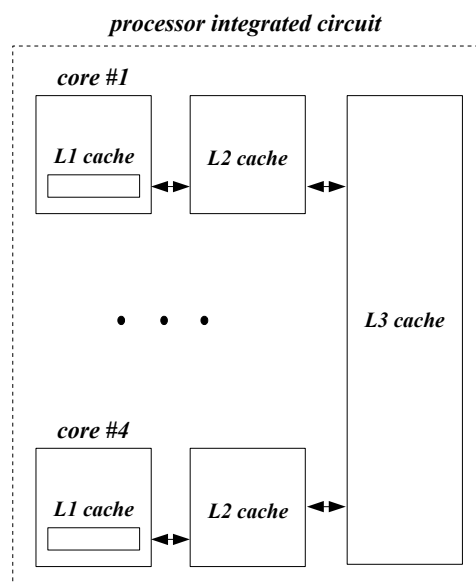 processor integrated circuit
core #1
L1 cache
L2 cache
L3 cache
• • •
core #4
L1 cache
L2 cache